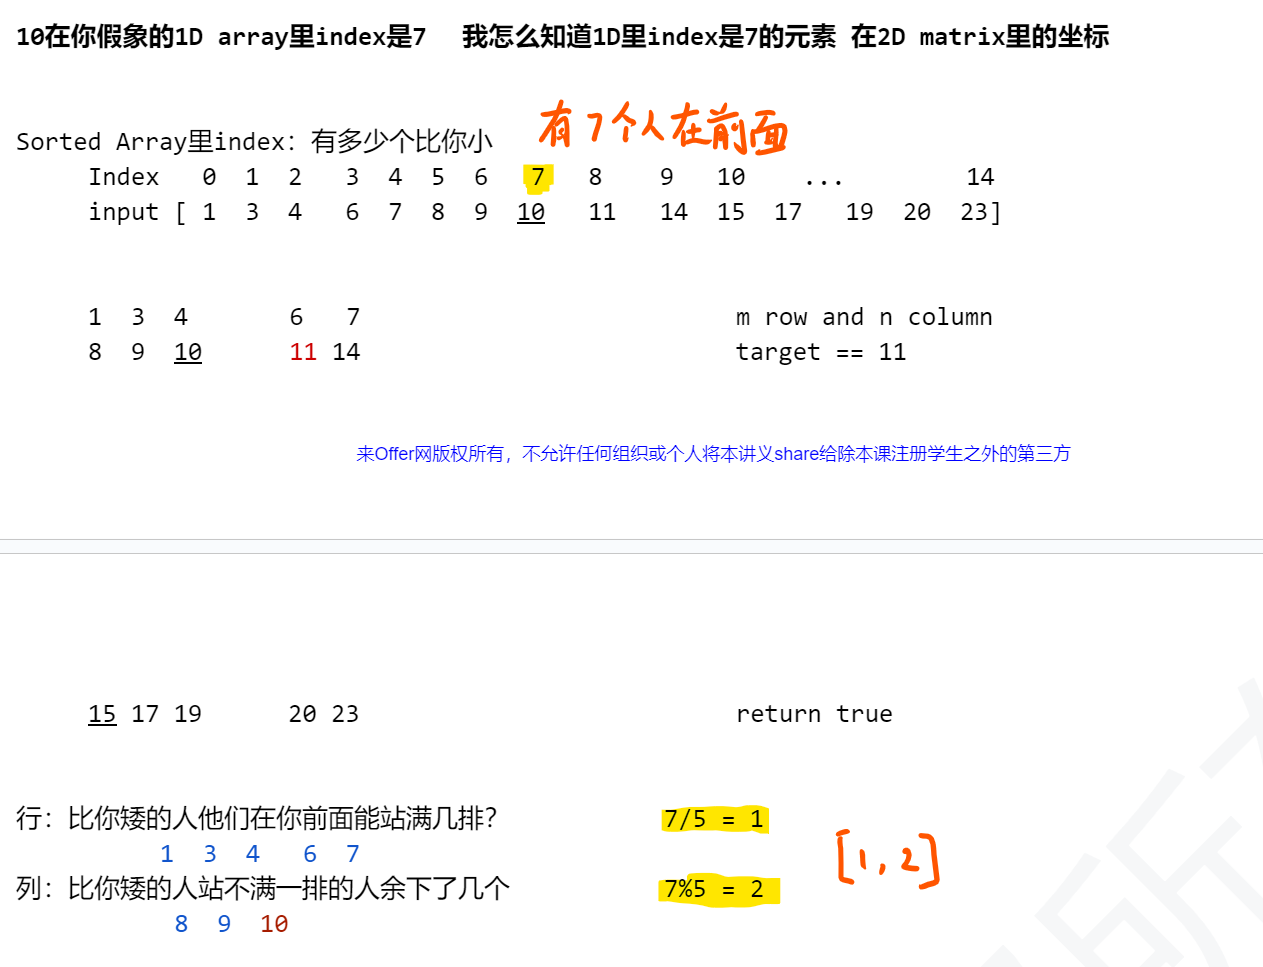 10在你假象的1D array里index是7 我怎么知道1D里index是7的元素 在2D matrix里的坐标
有7个人在前面
Sorted Array里index: 有多少个比你小
Index 0 1 2 3 4 5 6 7 8 9 10 ... 14
input [ 1 3 4 6 7 8 9 10 11 14 15 17 19 20 23]
1 3 4 6 7 m row and n column
8 9 10 11 14 target == 11
来Offer网版权所有, 不允许任何组织或个人将本讲义share给除本课注册学生之外的第三方
15 17 19 20 23 return true
行: 比你矮的人他们在你前面能站满几排? 7/5 = 1
1 3 4 6 7
[1,2]
列: 比你矮的人站不满一排的人余下了几个 7%5 = 2
8 9 10
所